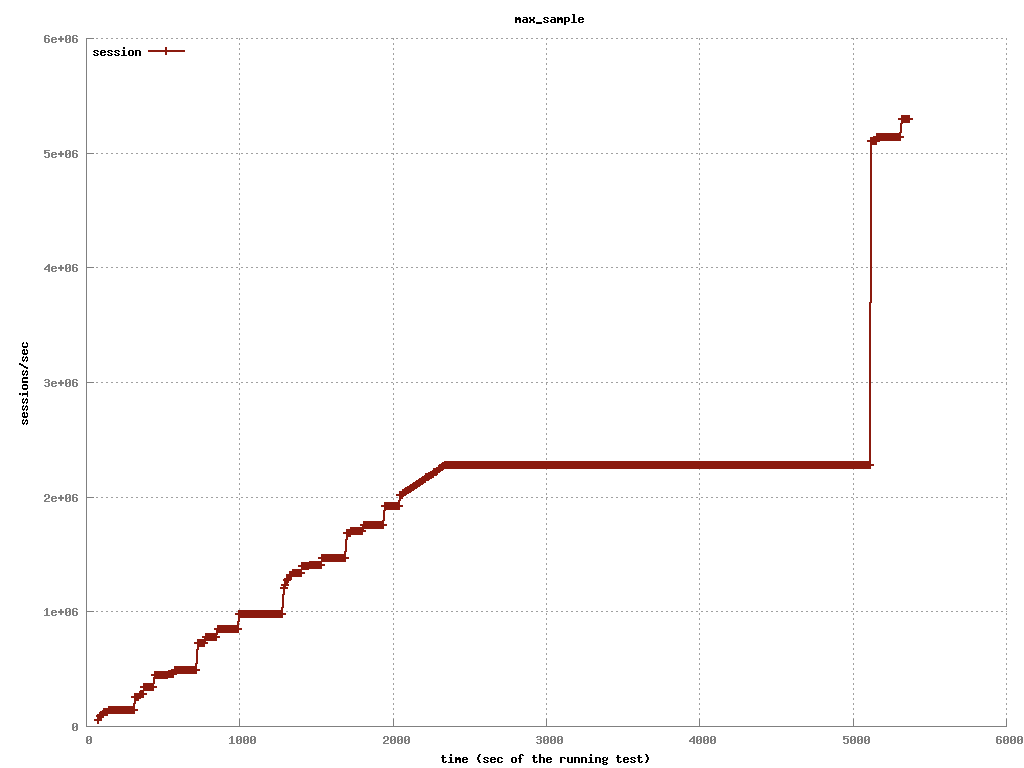 max_sample
6e+06
session
5e+06
4e+06
3e+06
sessions/sec
2e+06
1e+06
0
0 1000 2000 3000 4000 5000 6000
time (sec of the running test)